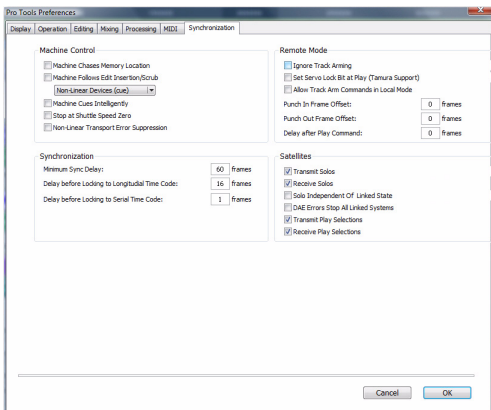 Pro Tools Preferences
Display Operation Editing Mixing Processing MIDI Synchronization
Machine Control
Machine Chases Memory Location
Machine Follows Edit Insertion/Scrub
Non-Linear Devices (cue)
Machine Cues Intelligently
Stop at Shuttle Speed Zero
Non-Linear Transport Error Suppression
Remote Mode
Ignore Track Arming
Set Servo Lock Bit at Play (Tamura Support)
Allow Track Arm Commands in Local Mode
Punch In Frame Offset: 0 frames
Punch Out Frame Offset: 0 frames
Delay after Play Command: 0 frames
Synchronization
Minimum Sync Delay: 60 frames
Delay before Locking to Longitudial Time Code: 16 frames
Delay before Locking to Serial Time Code: 1 frames
Satellites
Transmit Solos
Receive Solos
Solo Independent Of Linked State
DAE Errors Stop All Linked Systems
Transmit Play Selections
Receive Play Selections
Cancel OK